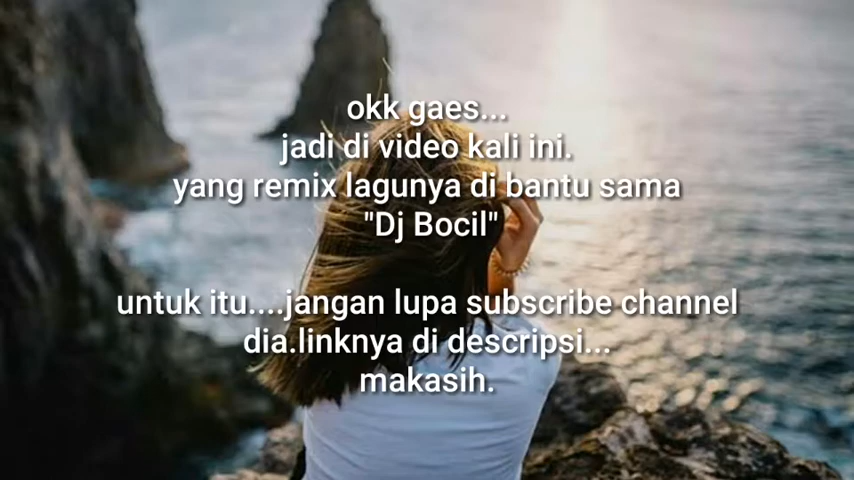 okk gaes...
jadi di video kali ini.
yang remix lagunya di bantu sama
"Dj Bocil"
untuk itu....jangan lupa subscribe channel
dia.linknya di descripsi...
makasih.